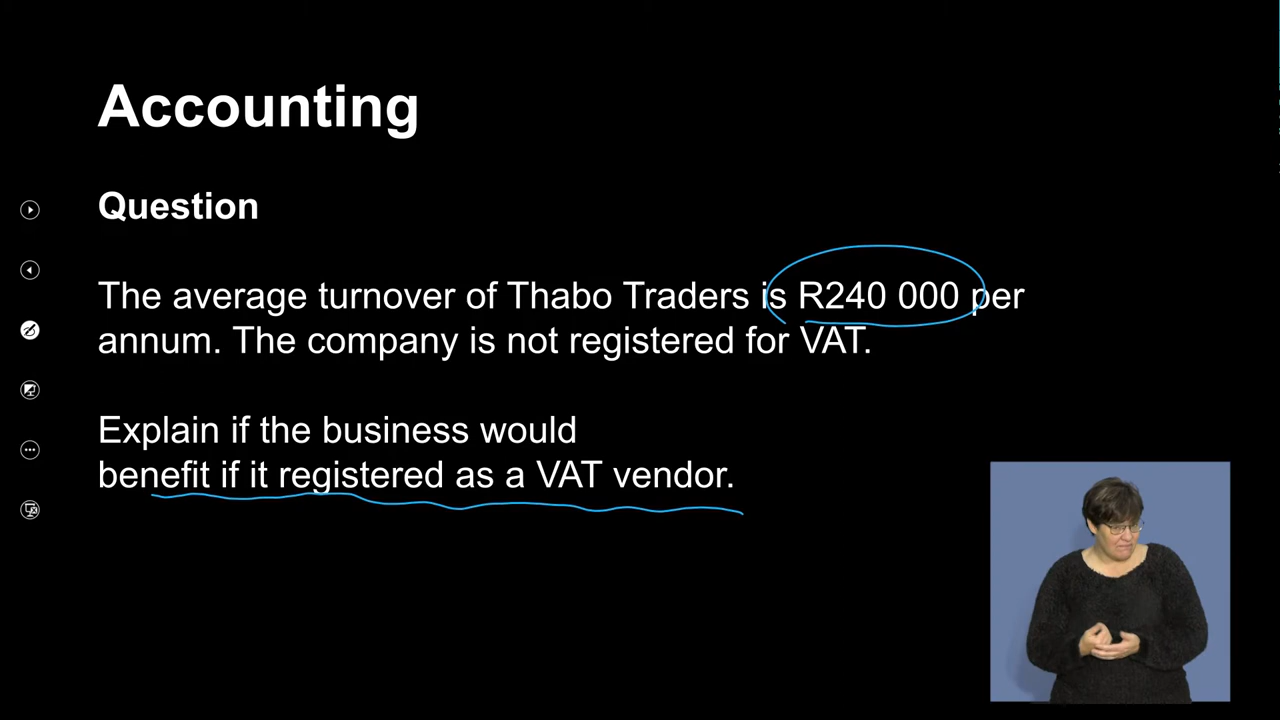 Accounting
Question
The average turnover of Thabo Traders is R240 000 per
annum. The company is not registered for VAT.
Explain if the business would
benefit if it registered as a VAT vendor.